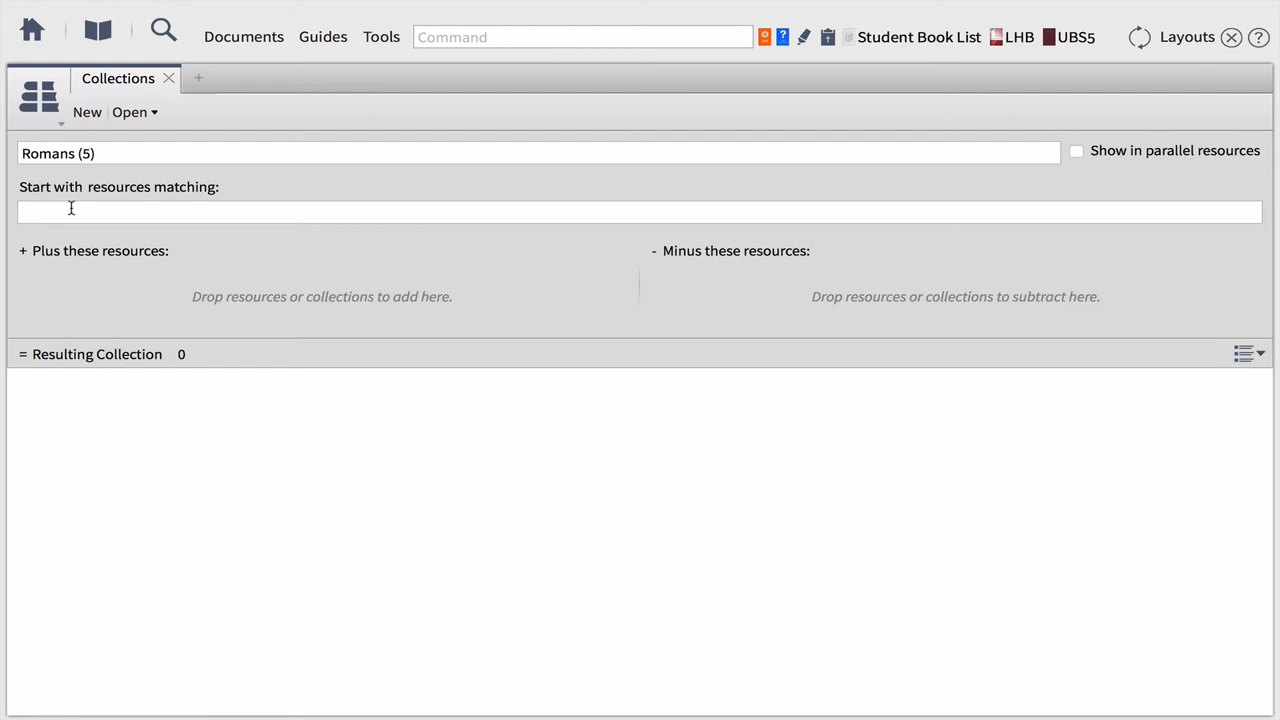 Documents Guides Tools Command Student Book List LHB UBS5 Layouts
Collections
New Open
Romans (5) Show in parallel resources
Start with resources matching:
+ Plus these resources: - Minus these resources:
Drop resources or collections to add here. Drop resources or collections to subtract here.
= Resulting Collection 0